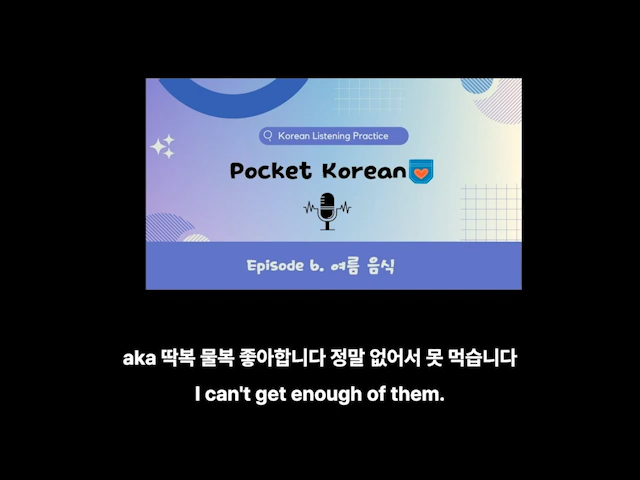 Korean Listening Practice
Pocket Korean
Episode 6. 여름 음식
aka 딱복 물복 좋아합니다 정말 없어서 못 먹습니다
I can't get enough of them.